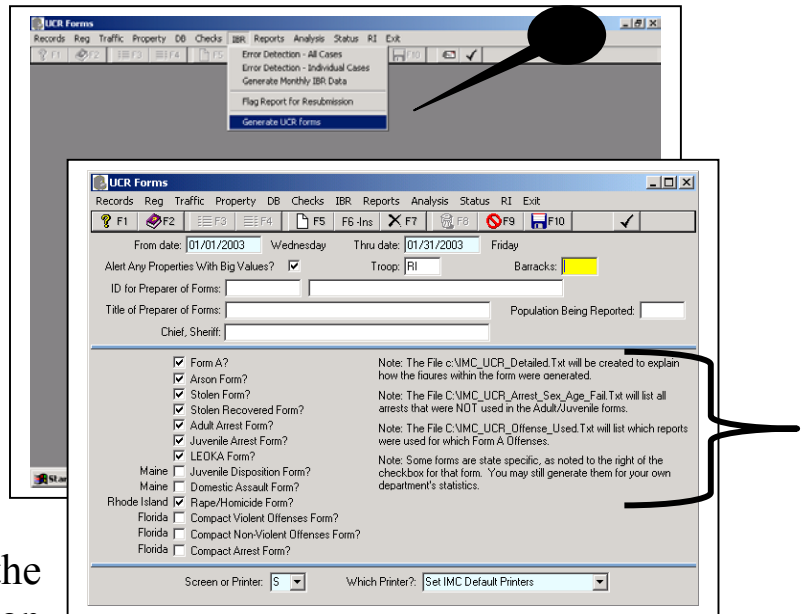 UCR Forms
Records Reg Traffic Property DB Checks IBR Reports Analysis Status RI Exit
F1 F2 F3 F4 F5 F10
Error Detection - All Cases
Error Detection - Individual Cases
Generate Monthly IBR Data
Flag Report for Resubmission
Generate UCR forms
UCR Forms
Records Reg Traffic Property DB Checks IBR Reports Analysis Status RI Exit
F1 F2 F3 F4 F5 F6 -Ins F7 F8 F9 F10
From date: 01/01/2003 Wednesday Thru date: 01/31/2003 Friday
Alert Any Properties With Big Values? Troop: RI Barracks:
ID for Preparer of Forms:
Title of Preparer of Forms: Population Being Reported:
Chief, Sheriff:
Form A?
Arson Form?
Stolen Form?
Stolen Recovered Form?
Adult Arrest Form?
Juvenile Arrest Form?
LEOKA Form?
Maine Juvenile Disposition Form?
Maine Domestic Assault Form?
Rhode Island Rape/Homicide Form?
Florida Compact Violent Offenses Form?
Florida Compact Non-Violent Offenses Form?
Florida Compact Arrest Form?
Note: The File c:\IMC_UCR_Detailed.Txt will be created to explain
how the figures within the form were generated.
Note: The File C:\IMC_UCR_Arrest_Sex_Age_Fail.Txt will list all
arrests that were NOT used in the Adult/Juvenile forms.
Note: The File C:\IMC_UCR_Offense_Used.Txt will list which reports
were used for which Form A Offenses.
Note: Some forms are state specific, as noted to the right of the
checkbox for that form. You may still generate them for your own
department's statistics.
Screen or Printer: S Which Printer?: Set IMC Default Printers
Star
the